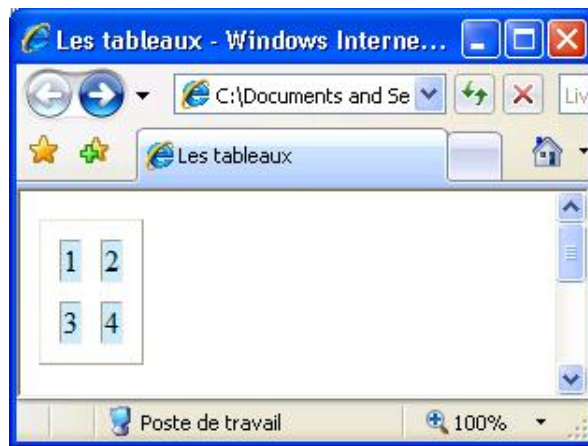 Les tableaux - Windows Interne...
C:\Documents and Se
Liv
Les tableaux
1 2
3 4
Poste de travail 100%